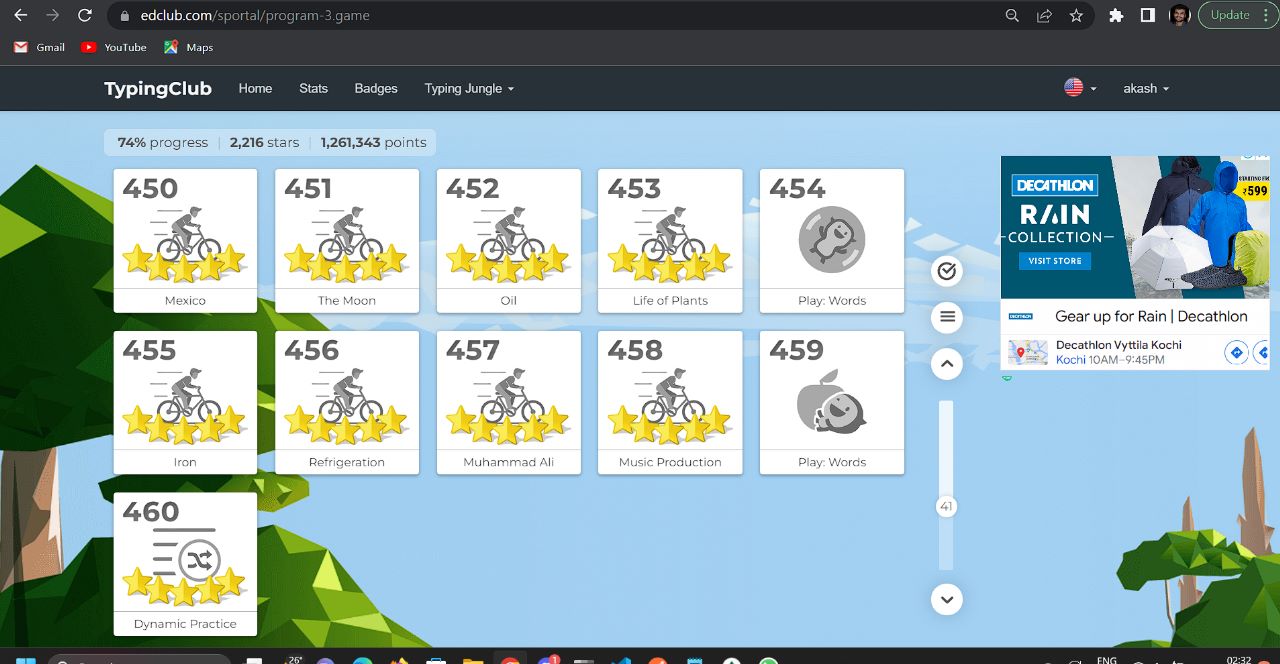 edclub.com/sportal/program-3.game
Update
Gmail YouTube Maps
TypingClub Home Stats Badges Typing Jungle akash
74% progress | 2,216 stars | 1,261,343 points
450 451 452 453 454
Mexico The Moon Oil Life of Plants Play: Words
455 456 457 458 459
Iron Refrigeration Muhammad Ali Music Production Play: Words
460
Dynamic Practice
41
DECATHLON
RAIN
COLLECTION
VISIT STORE
₹599
DECATHLON
Gear up for Rain | Decathlon
Decathlon Vyttila Kochi
Kochi 10AM–9:45PM
26°
1
ENG
02:32